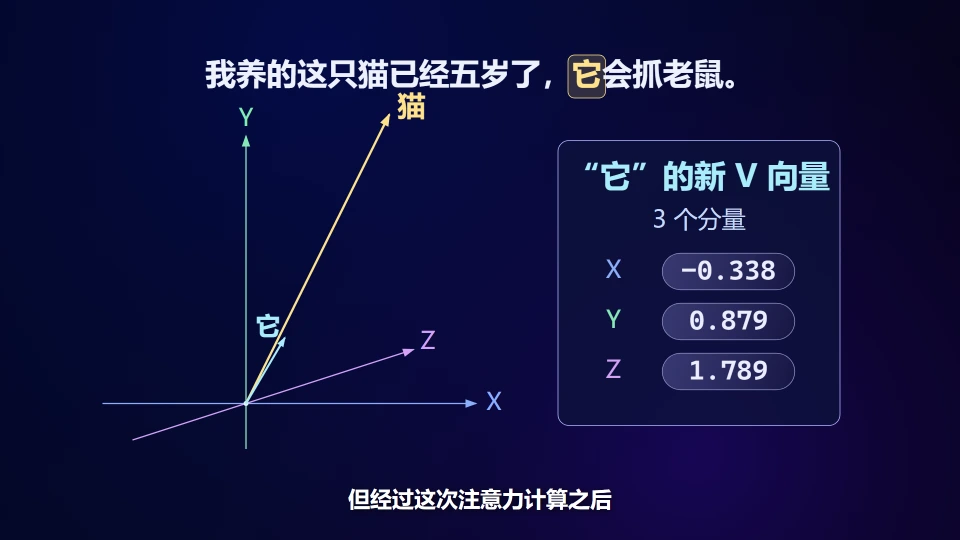 我养的这只猫已经五岁了，它会抓老鼠。
猫
Y
它
Z
X
“它”的新 V 向量
3 个分量
X −0.338
Y 0.879
Z 1.789
但经过这次注意力计算之后